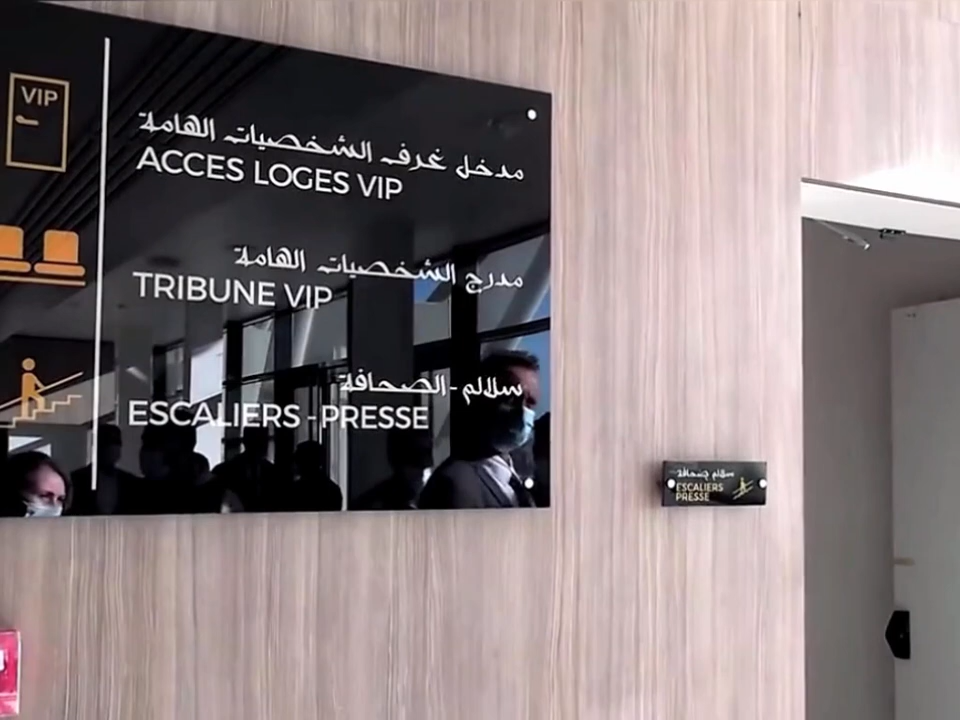 VIP
مدخل غرف الشخصيات الهامة
ACCES LOGES VIP
مدرج الشخصيات الهامة
TRIBUNE VIP
سلالم - الصحافة
ESCALIERS - PRESSE
سلالم صحافة
ESCALIERS
PRESSE